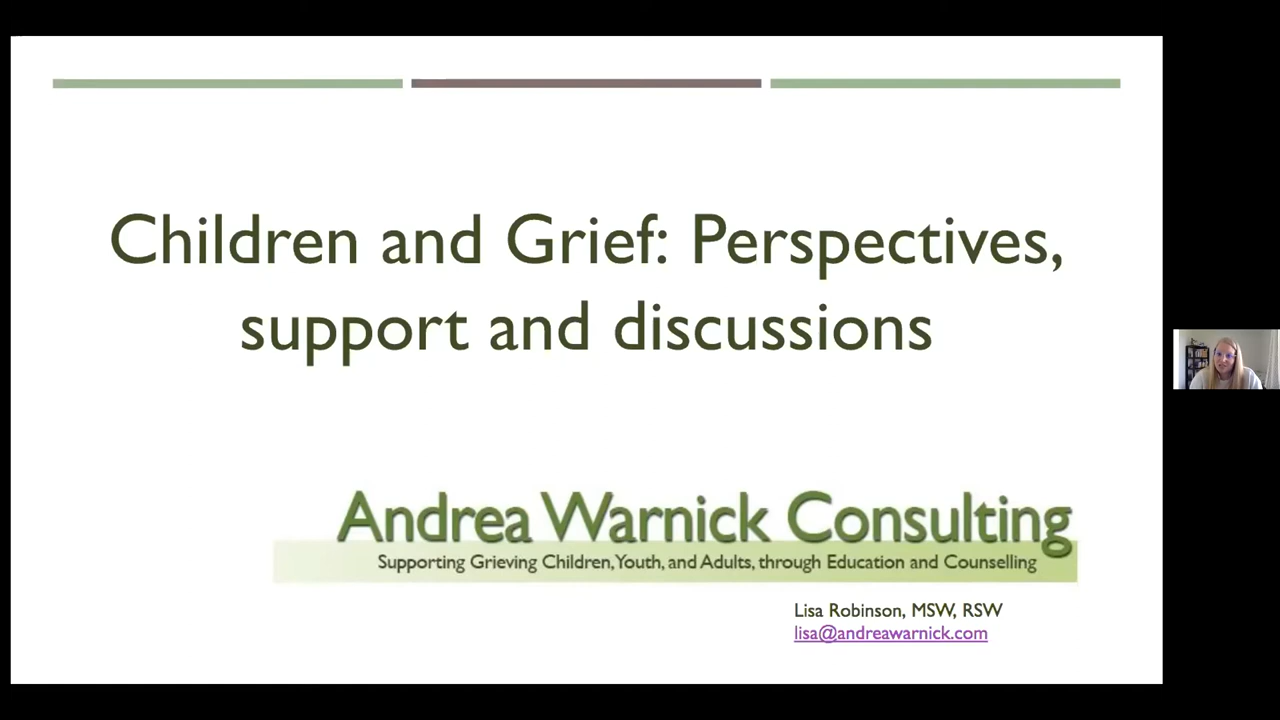 Children and Grief: Perspectives,
support and discussions
Andrea Warnick Consulting
Supporting Grieving Children, Youth, and Adults, through Education and Counselling
Lisa Robinson, MSW, RSW
lisa@andreawarnick.com